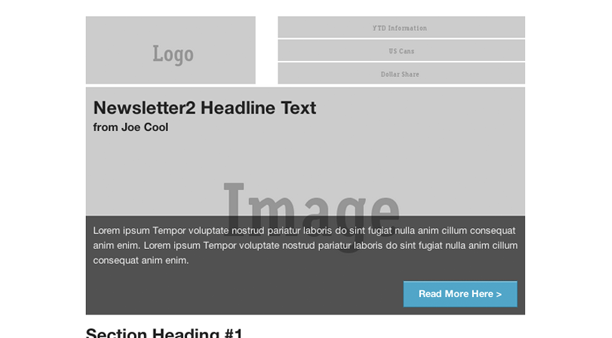 Logo
FTD Information
US Cans
Dollar Share
Newsletter2 Headline Text
from Joe Cool
Image
Lorem ipsum Tempor voluptate nostrud pariatur laboris do sint fugiat nulla anim cillum consequat
anim enim. Lorem ipsum Tempor voluptate nostrud pariatur laboris do sint fugiat nulla anim cillum
consequat anim enim.
Read More Here >
Section Heading #1